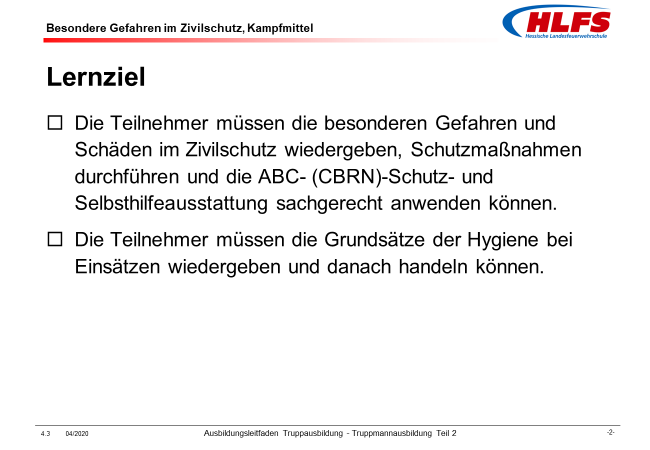 Besondere Gefahren im Zivilschutz, Kampfmittel
HLFS
Hessische Landesfeuerwehrschule
Lernziel
Die Teilnehmer müssen die besonderen Gefahren und
Schäden im Zivilschutz wiedergeben, Schutzmaßnahmen
durchführen und die ABC- (CBRN)-Schutz- und
Selbsthilfeausstattung sachgerecht anwenden können.
Die Teilnehmer müssen die Grundsätze der Hygiene bei
Einsätzen wiedergeben und danach handeln können.
4.3 04/2020 Ausbildungsleitfaden Truppausbildung - Truppmannausbildung Teil 2 -2-